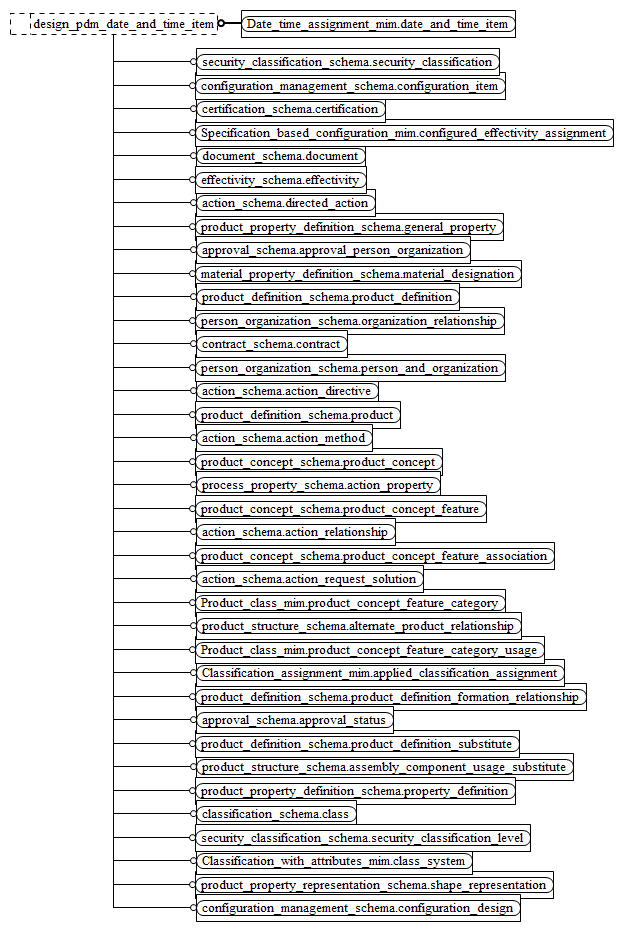 design_pdm_date_and_time_item
Date_time_assignment_mim.date_and_time_item
security_classification_schema.security_classification
configuration_management_schema.configuration_item
certification_schema.certification
Specification_based_configuration_mim.configured_effectivity_assignment
document_schema.document
effectivity_schema.effectivity
action_schema.directed_action
product_property_definition_schema.general_property
approval_schema.approval_person_organization
material_property_definition_schema.material_designation
product_definition_schema.product_definition
person_organization_schema.organization_relationship
contract_schema.contract
person_organization_schema.person_and_organization
action_schema.action_directive
product_definition_schema.product
action_schema.action_method
product_concept_schema.product_concept
process_property_schema.action_property
product_concept_schema.product_concept_feature
action_schema.action_relationship
product_concept_schema.product_concept_feature_association
action_schema.action_request_solution
Product_class_mim.product_concept_feature_category
product_structure_schema.alternate_product_relationship
Product_class_mim.product_concept_feature_category_usage
Classification_assignment_mim.applied_classification_assignment
product_definition_schema.product_definition_formation_relationship
approval_schema.approval_status
product_definition_schema.product_definition_substitute
product_structure_schema.assembly_component_usage_substitute
product_property_definition_schema.property_definition
classification_schema.class
security_classification_schema.security_classification_level
Classification_with_attributes_mim.class_system
product_property_representation_schema.shape_representation
configuration_management_schema.configuration_design